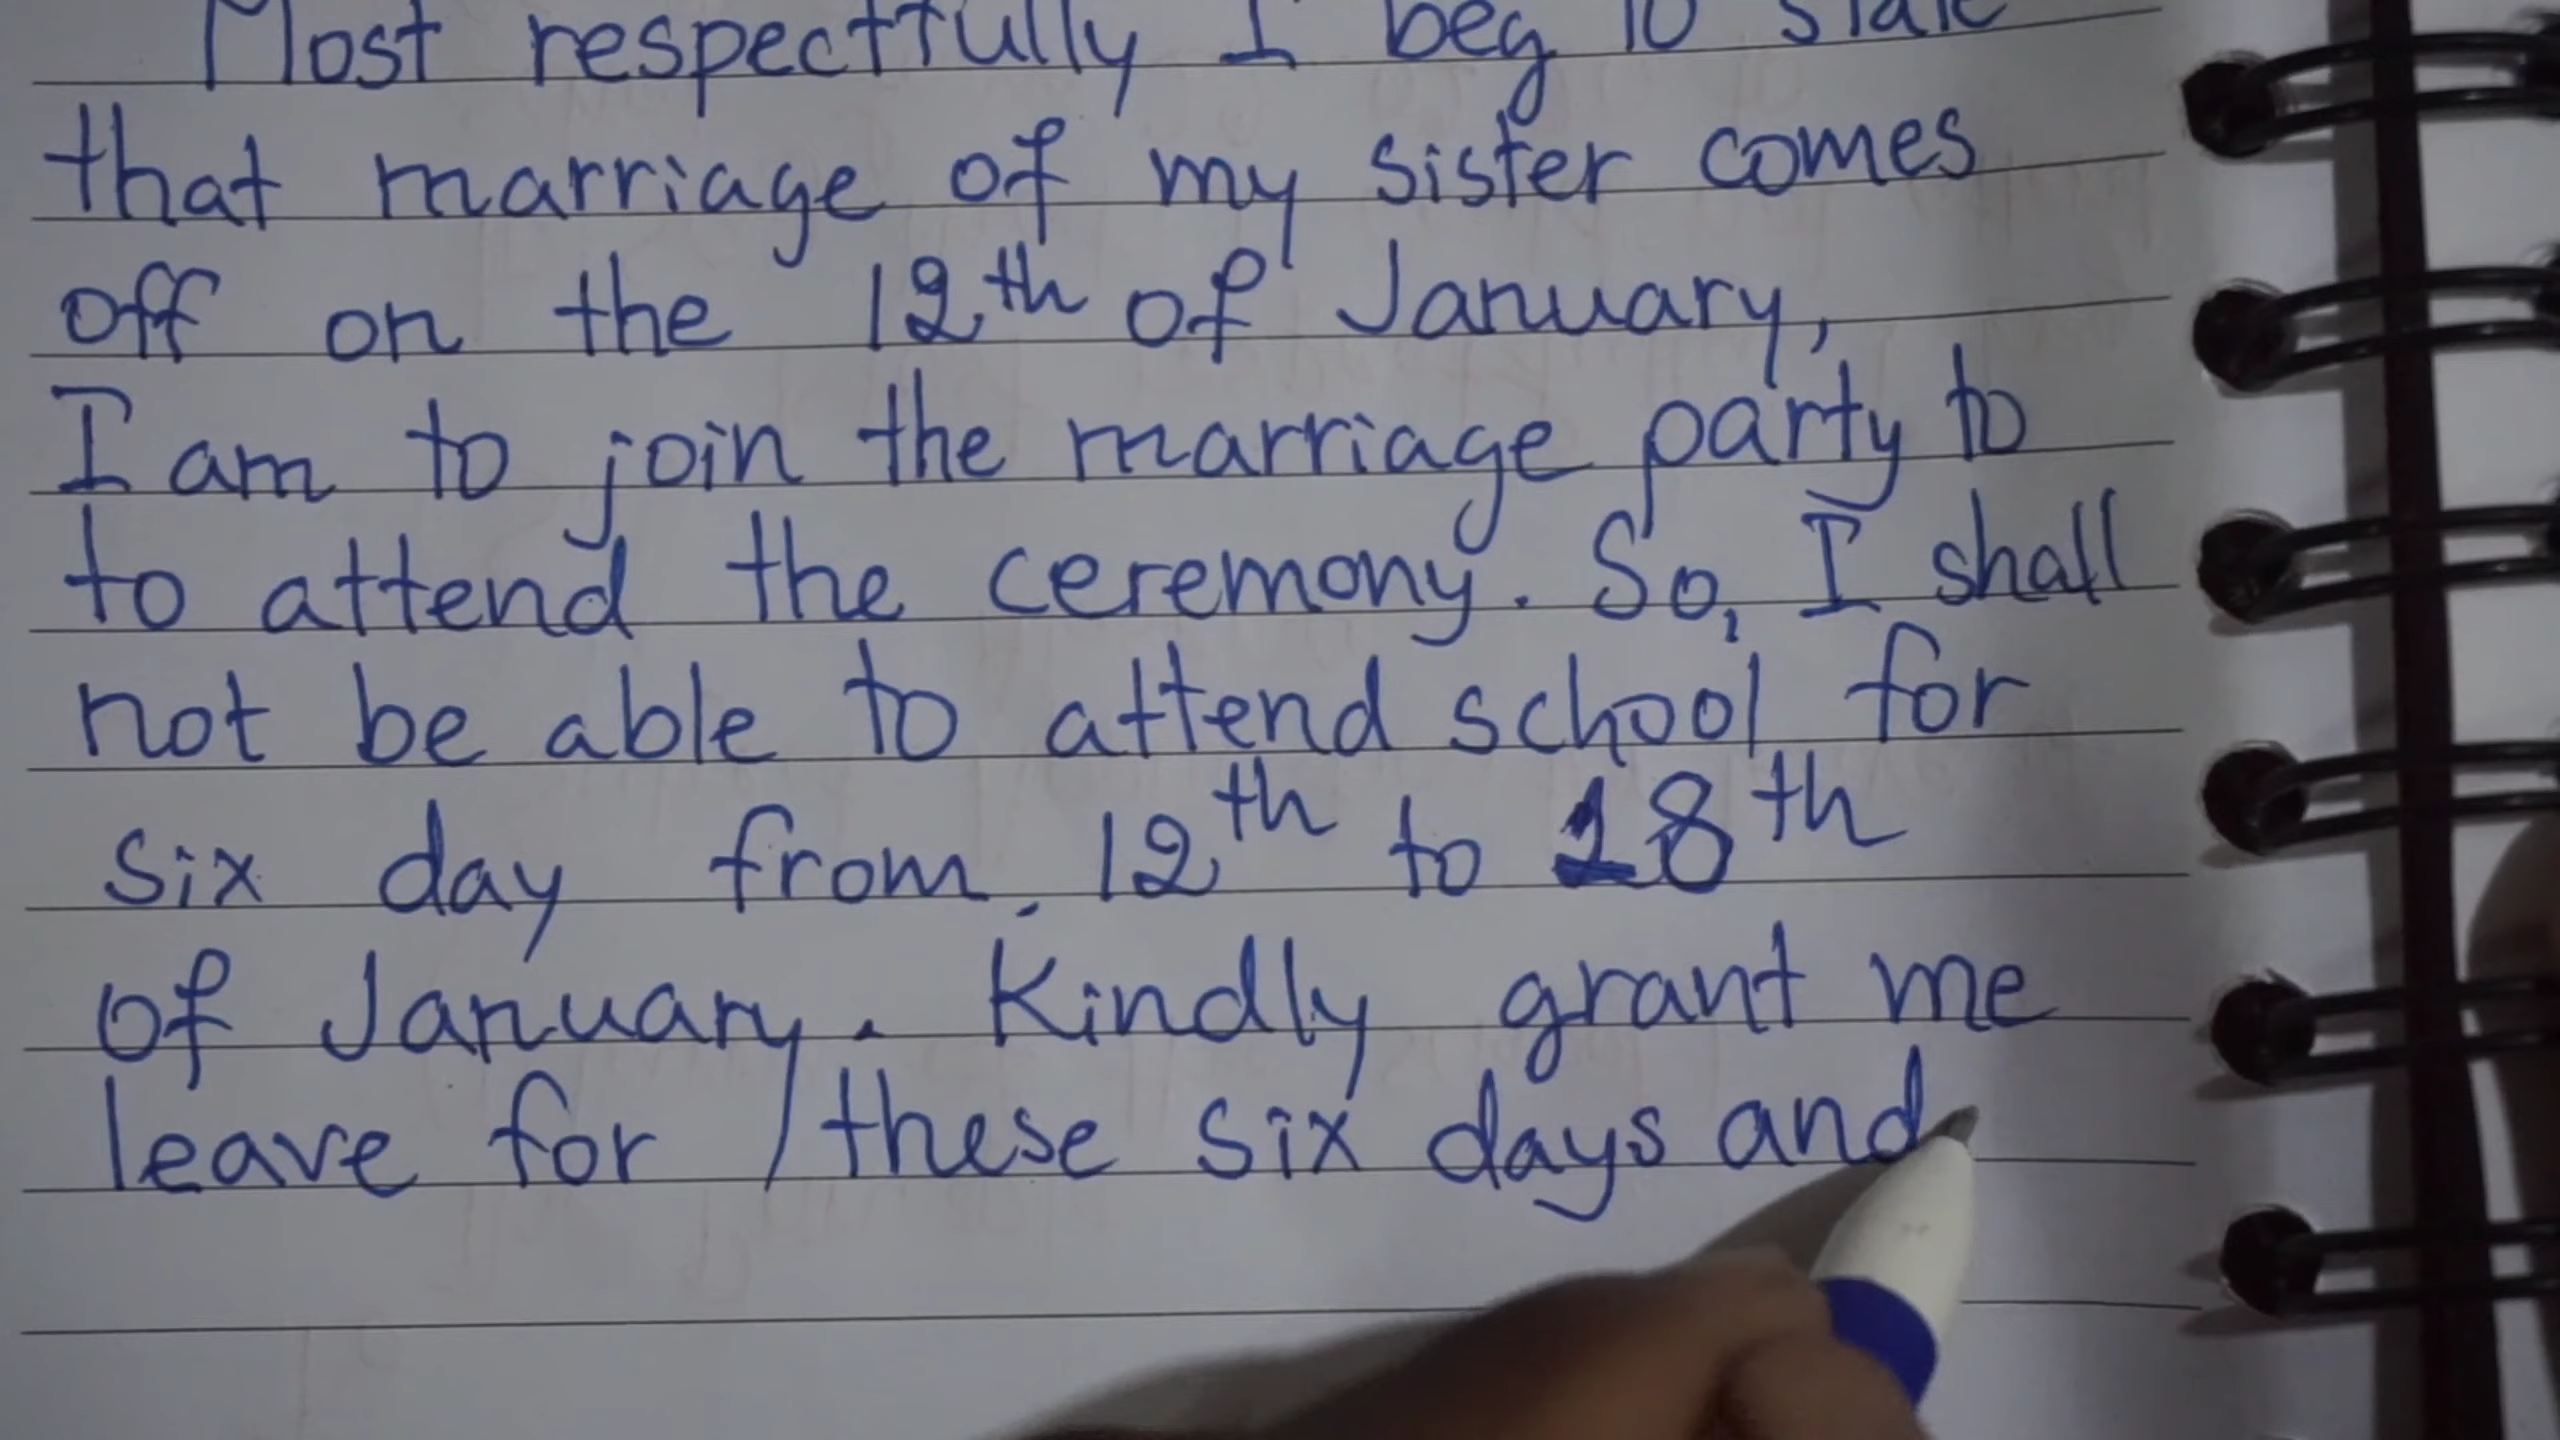 Most respectfully I beg to state
that marriage of my sister comes
off on the 12th of January,
I am to join the marriage party to
to attend the ceremony. So, I shall
not be able to attend school for
six day from 12th to 18th
of January. Kindly grant me
leave for these six days and